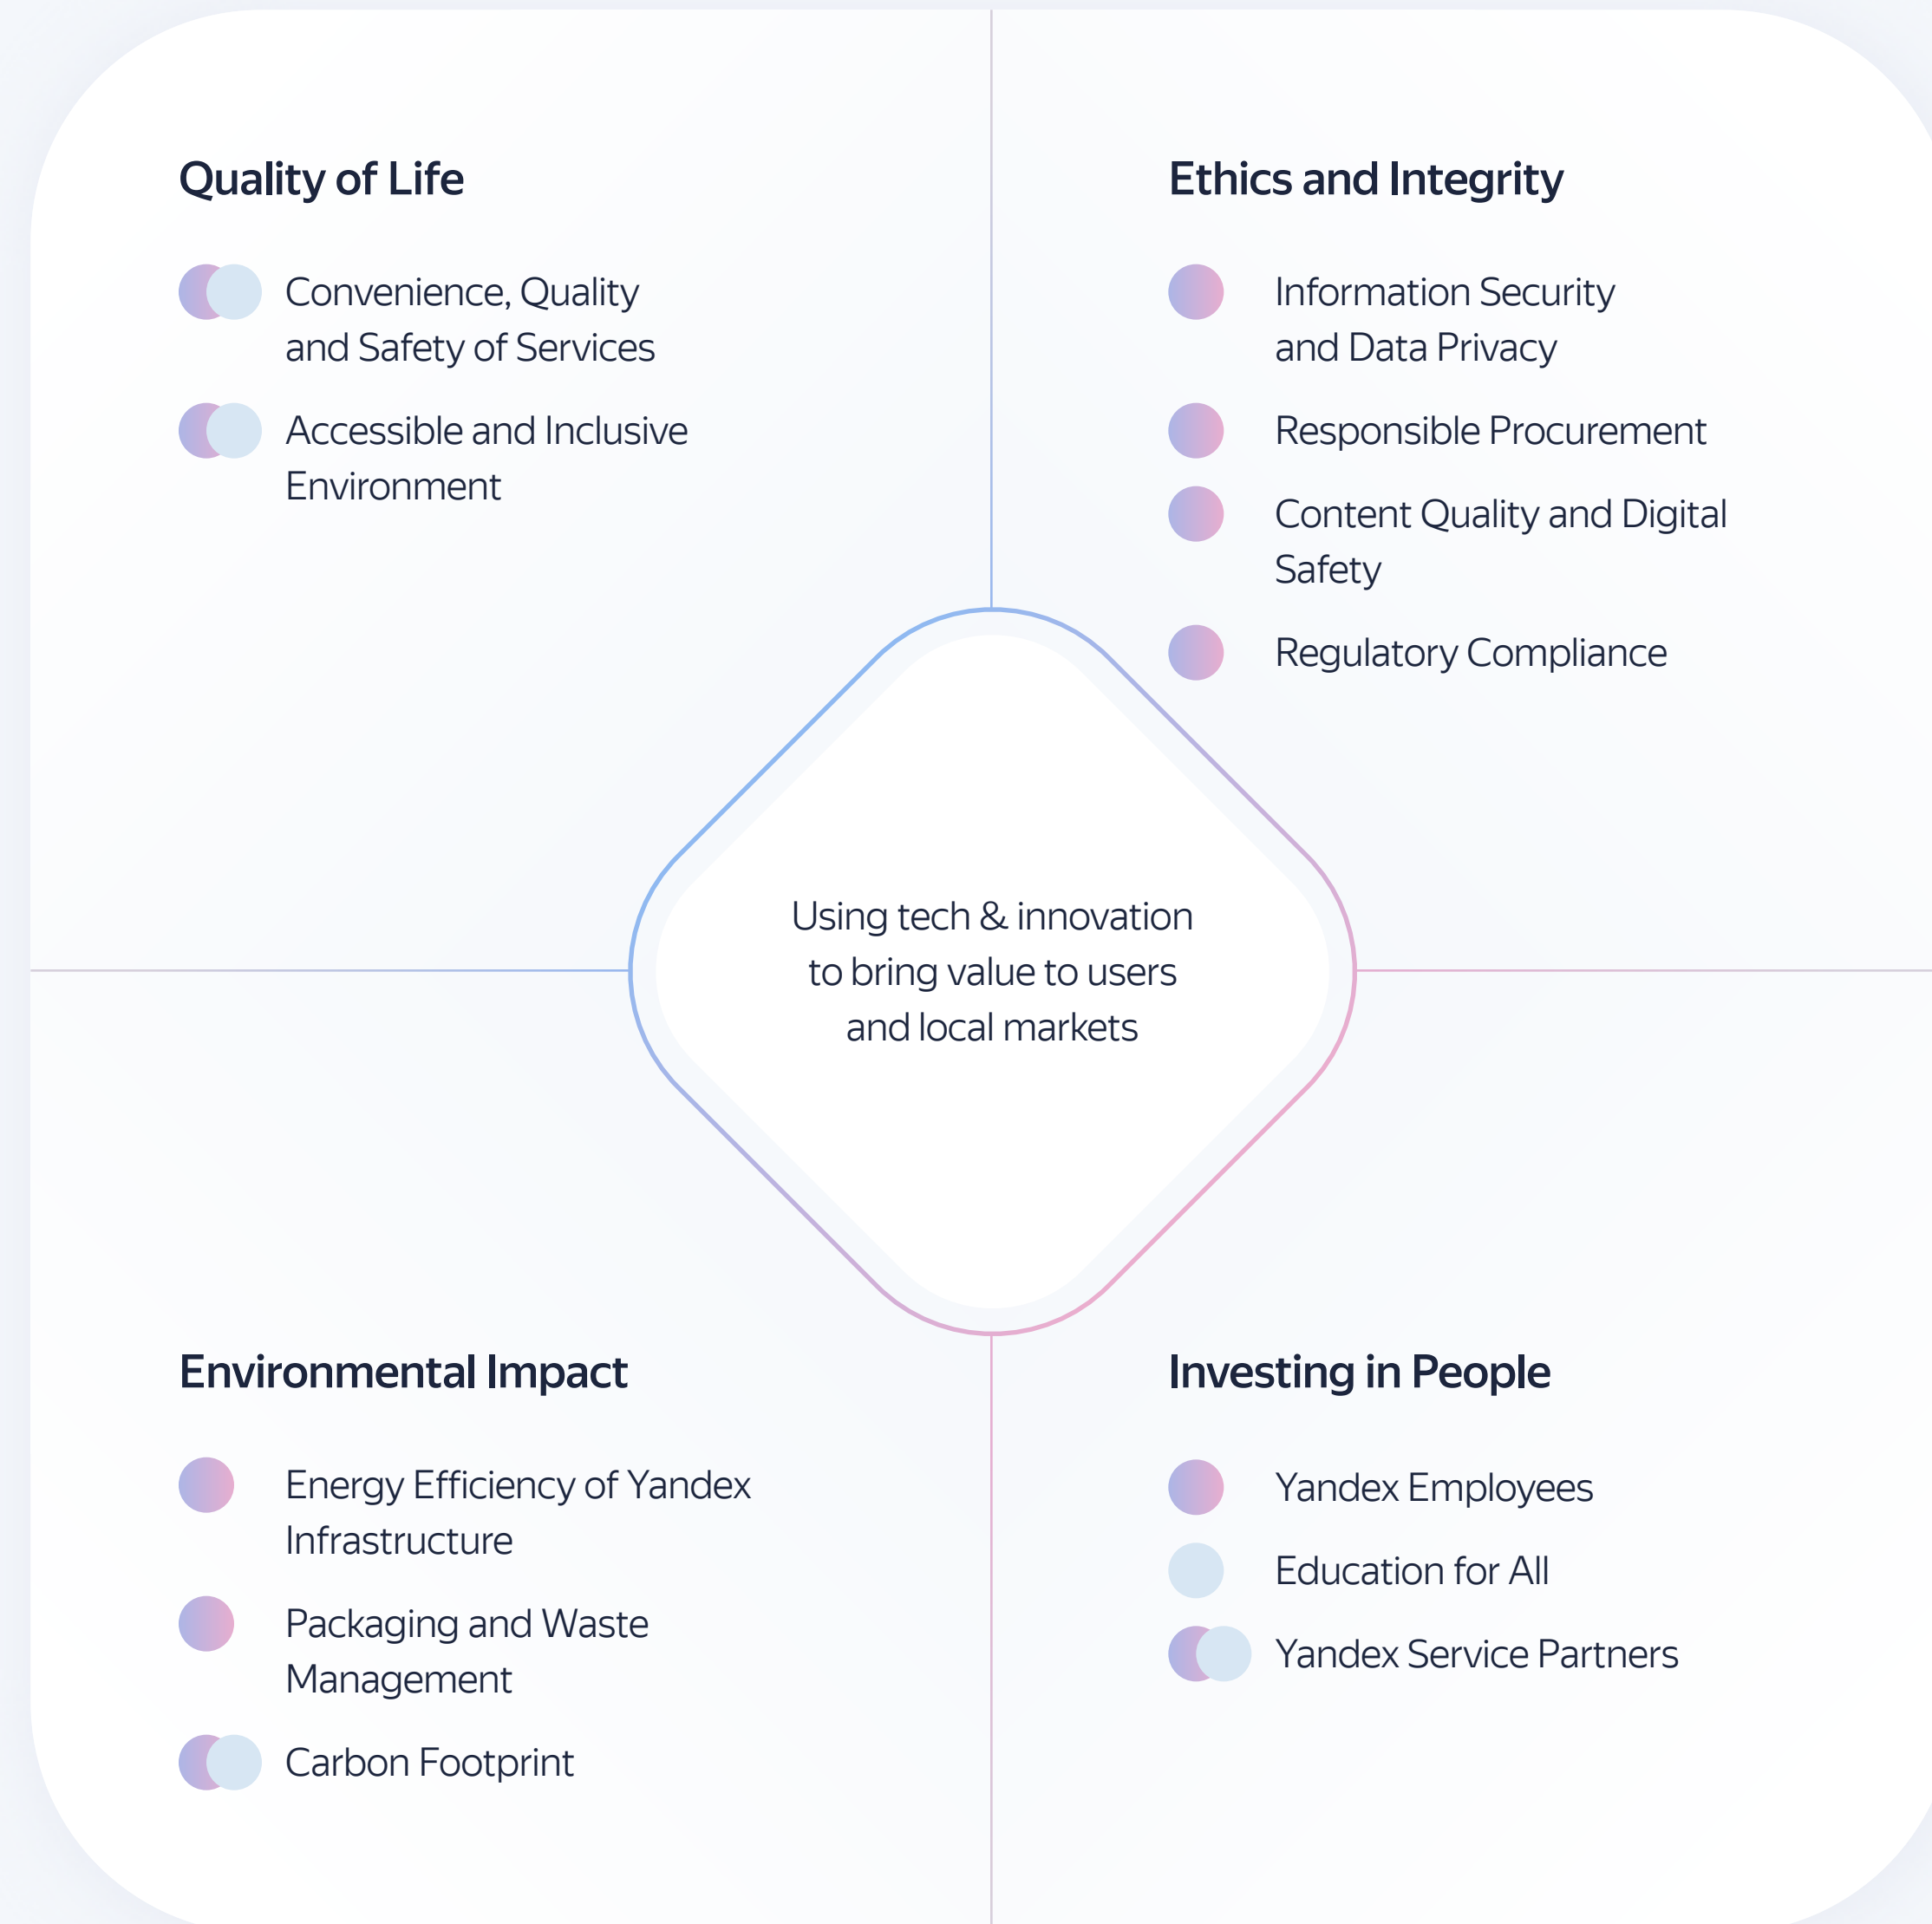 Quality of Life
Convenience, Quality
and Safety of Services
Accessible and Inclusive
Environment
Ethics and Integrity
Information Security
and Data Privacy
Responsible Procurement
Content Quality and Digital
Safety
Regulatory Compliance
Using tech & innovation
to bring value to users
and local markets
Environmental Impact
Energy Efficiency of Yandex
Infrastructure
Packaging and Waste
Management
Carbon Footprint
Investing in People
Yandex Employees
Education for All
Yandex Service Partners